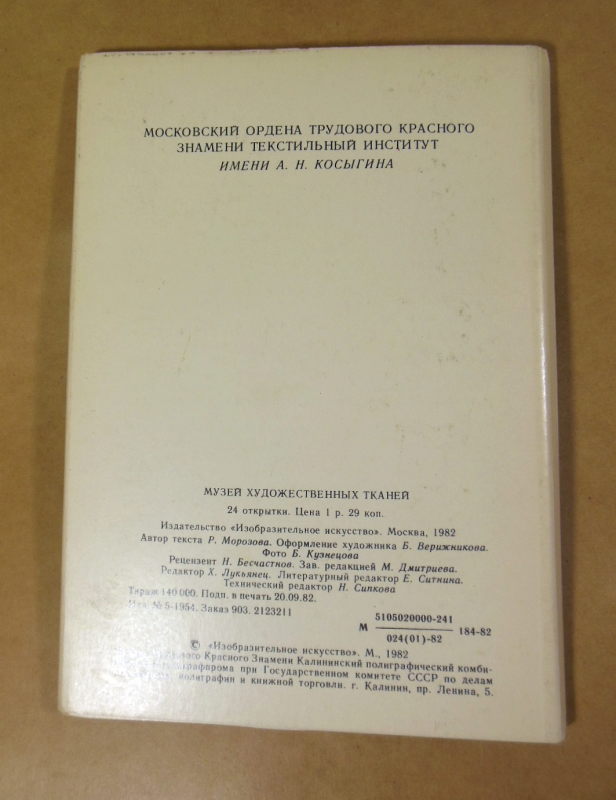 МОСКОВСКИЙ ОРДЕНА ТРУДОВОГО КРАСНОГО
ЗНАМЕНИ ТЕКСТИЛЬНЫЙ ИНСТИТУТ
ИМЕНИ А. Н. КОСЫГИНА
МУЗЕЙ ХУДОЖЕСТВЕННЫХ ТКАНЕЙ
24 открытки. Цена 1 р. 29 коп.
Издательство «Изобразительное искусство». Москва, 1982
Автор текста Р. Морозова. Оформление художника Б. Верижникова.
Фото Б. Кузнецова
Рецензент Н. Бесчастнов. Зав. редакцией М. Дмитриева.
Редактор Х. Лукьянец. Литературный редактор Е. Ситнина.
Технический редактор Н. Сипкова
Тираж 140 000. Подп. в печать 20.09.82.
Изд. № 5-1954. Заказ 903. 2123211
5105020000-241
М 184-82
024(01)-82
© «Изобразительное искусство». М., 1982
Красного Знамени Калининский полиграфический комби-
при Государственном комитете СССР по делам
полиграфии и книжной торговли. г. Калинин, пр. Ленина, 5.